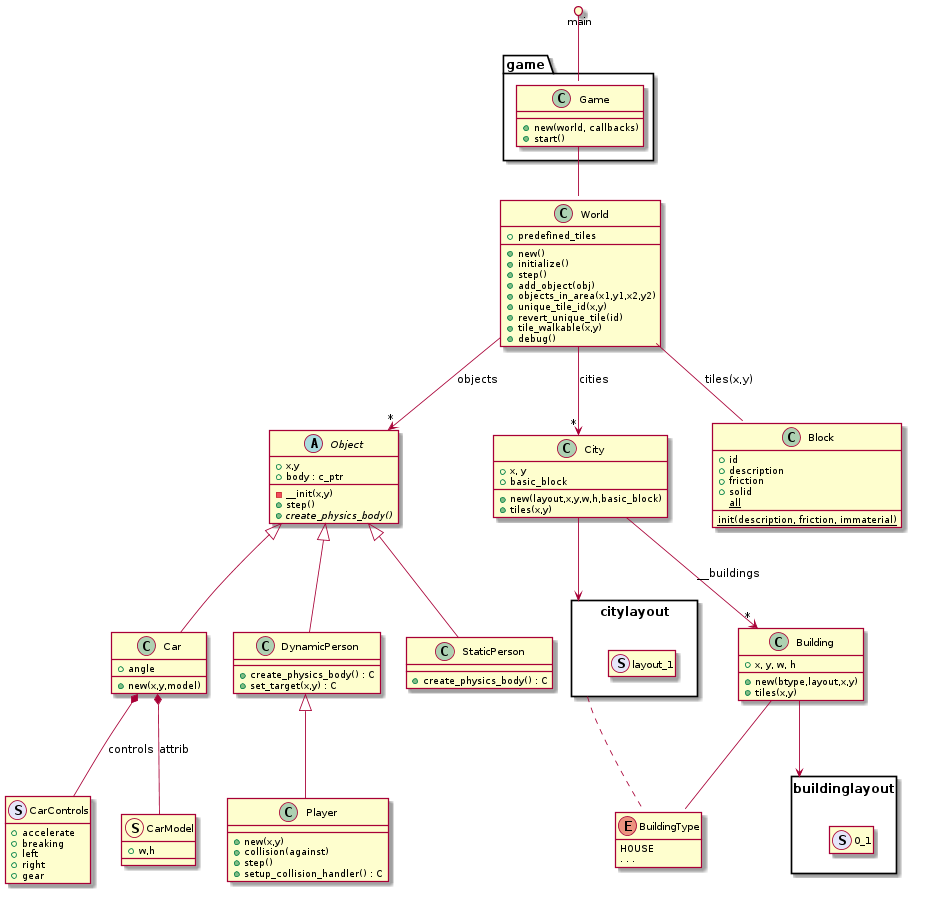 main
game
C Game
new(world, callbacks)
start()
C World
predefined_tiles
new()
initialize()
step()
add_object(obj)
objects_in_area(x1,y1,x2,y2)
unique_tile_id(x,y)
revert_unique_tile(id)
tile_walkable(x,y)
debug()
objects
cities
tiles(x,y)
*
*
A Object
x,y
body : c_ptr
__init(x,y)
step()
create_physics_body()
C City
x, y
basic_block
new(layout,x,y,w,h,basic_block)
tiles(x,y)
C Block
id
description
friction
solid
all
init(description, friction, immaterial)
__buildings
*
C Car
angle
new(x,y,model)
C DynamicPerson
create_physics_body() : C
set_target(x,y) : C
C StaticPerson
create_physics_body() : C
citylayout
S layout_1
C Building
x, y, w, h
new(btype,layout,x,y)
tiles(x,y)
controls
attrib
S CarControls
accelerate
breaking
left
right
gear
S CarModel
w,h
C Player
new(x,y)
collision(against)
step()
setup_collision_handler() : C
E BuildingType
HOUSE
...
buildinglayout
S 0_1